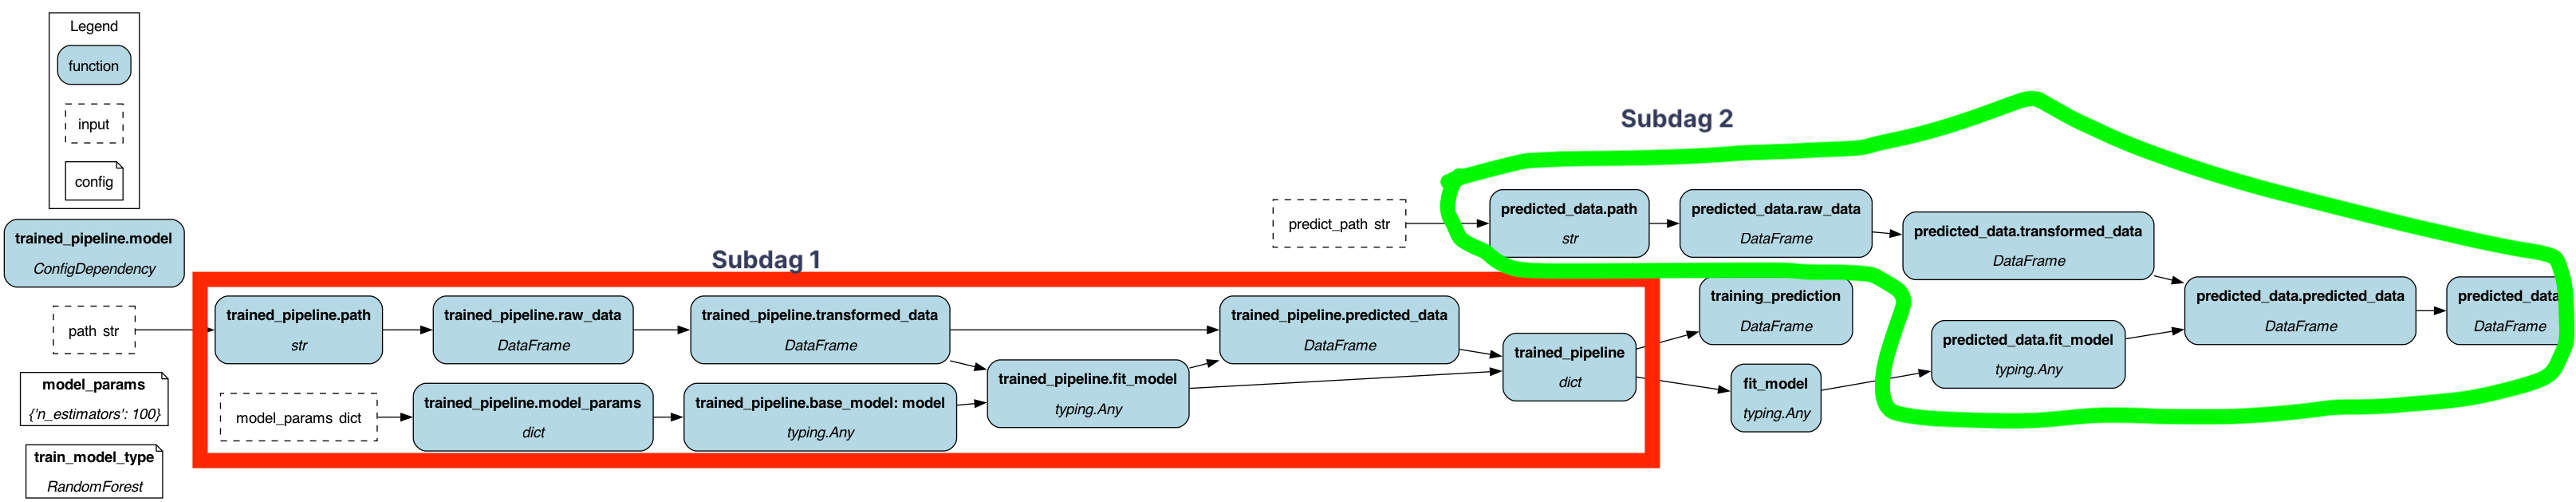 Legend
function
input
config
trained_pipeline.model
ConfigDependency
path str
model_params
{'n_estimators': 100}
train_model_type
RandomForest
Subdag 1
trained_pipeline.path
str
trained_pipeline.raw_data
DataFrame
trained_pipeline.transformed_data
DataFrame
trained_pipeline.predicted_data
DataFrame
model_params dict
trained_pipeline.model_params
dict
trained_pipeline.base_model: model
typing.Any
trained_pipeline.fit_model
typing.Any
trained_pipeline
dict
Subdag 2
predict_path str
predicted_data.path
str
predicted_data.raw_data
DataFrame
predicted_data.transformed_data
DataFrame
training_prediction
DataFrame
fit_model
typing.Any
predicted_data.fit_model
typing.Any
predicted_data.predicted_data
DataFrame
predicted_data
DataFrame